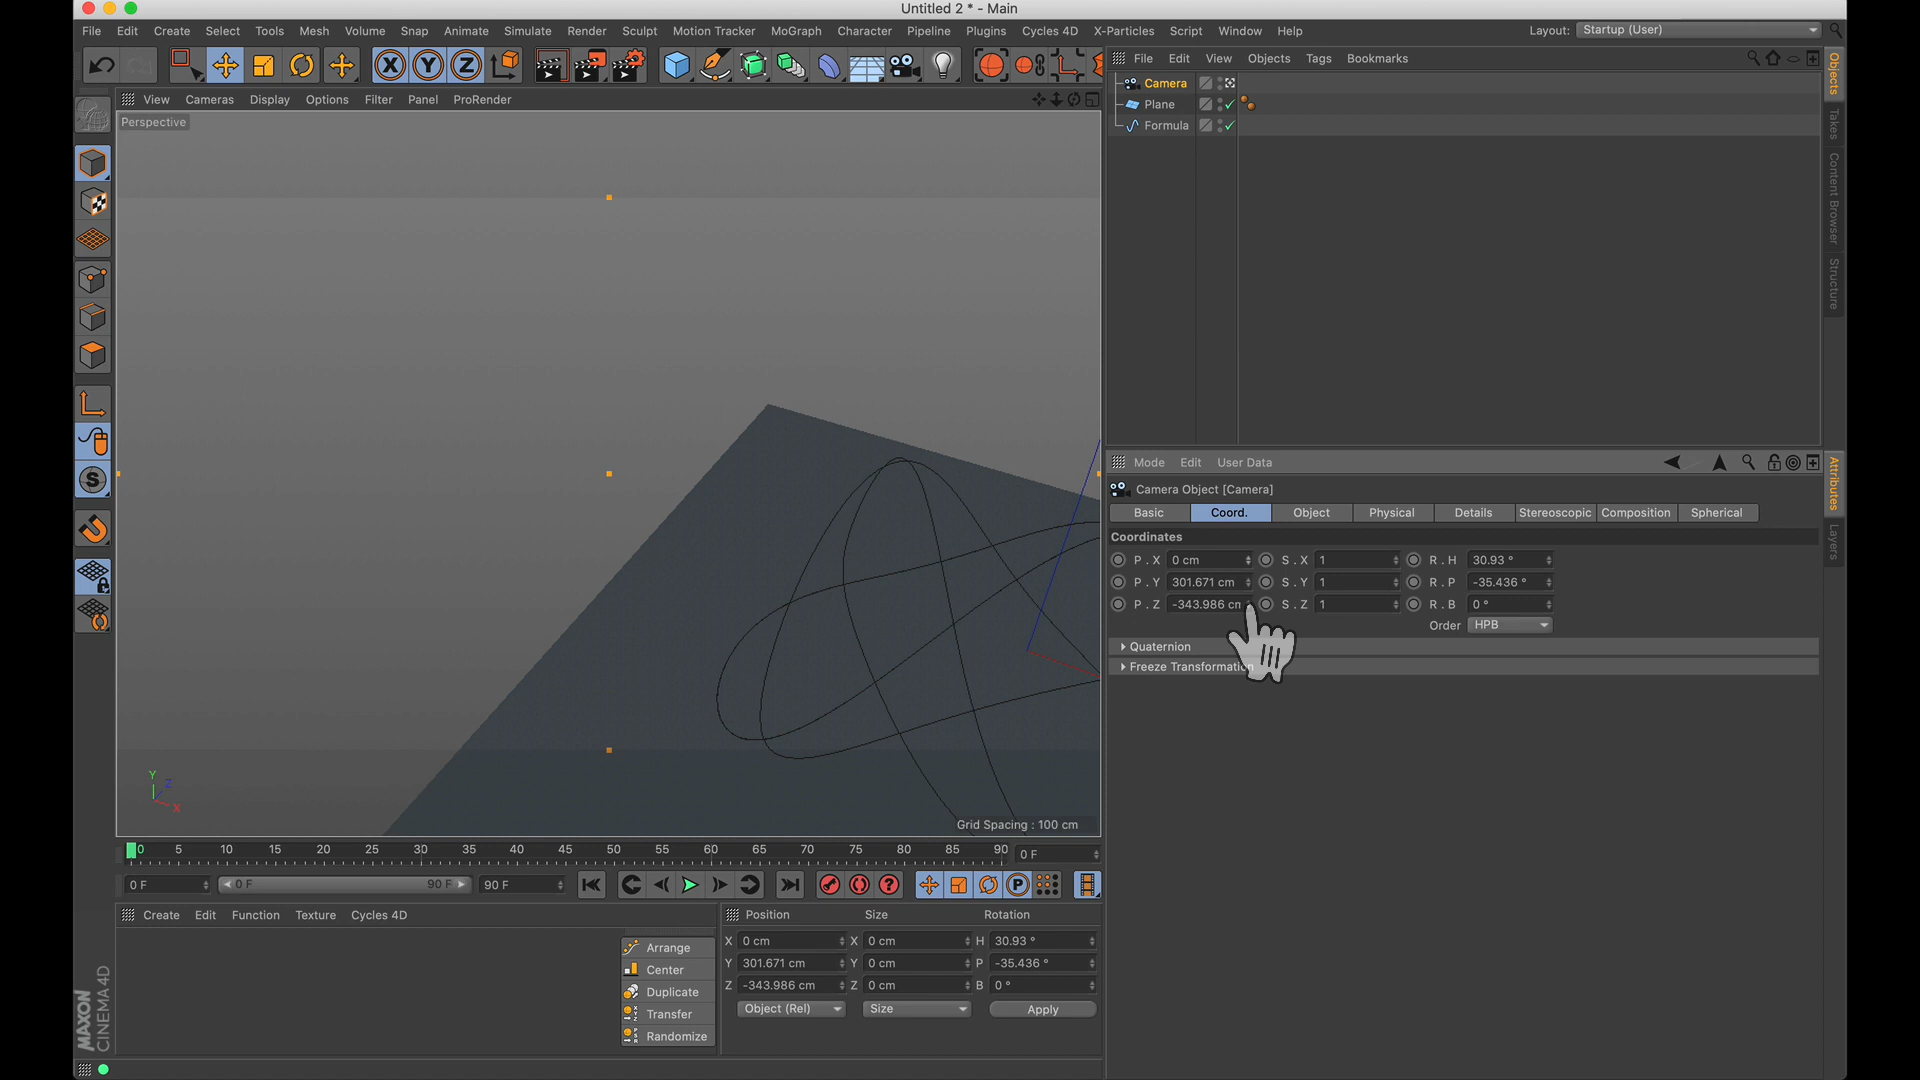 Untitled 2 * - Main
File Edit Create Select Tools Mesh Volume Snap Animate Simulate Render Sculpt Motion Tracker MoGraph Character Pipeline Plugins Cycles 4D X-Particles Script Window Help Layout: Startup (User)
X Y Z
File Edit View Objects Tags Bookmarks
View Cameras Display Options Filter Panel ProRender
Perspective
Camera
Plane
Formula
Objects
Takes
Content Browser
Structure
Mode Edit User Data
Camera Object [Camera]
Basic Coord. Object Physical Details Stereoscopic Composition Spherical
Coordinates
P . X 0 cm S . X 1 R . H 30.93 °
P . Y 301.671 cm S . Y 1 R . P -35.436 °
P . Z -343.986 cm S . Z 1 R . B 0 °
Order HPB
Quaternion
Freeze Transformation
Attributes
Layers
Y
Z
X
Grid Spacing : 100 cm
0 5 10 15 20 25 30 35 40 45 50 55 60 65 70 75 80 85 90 0 F
0 F 0 F 90 F 90 F
P
Create Edit Function Texture Cycles 4D
Arrange
Center
Duplicate
Transfer
Randomize
Position Size Rotation
X 0 cm X 0 cm H 30.93 °
Y 301.671 cm Y 0 cm P -35.436 °
Z -343.986 cm Z 0 cm B 0 °
Object (Rel) Size Apply
MAXON
CINEMA 4D